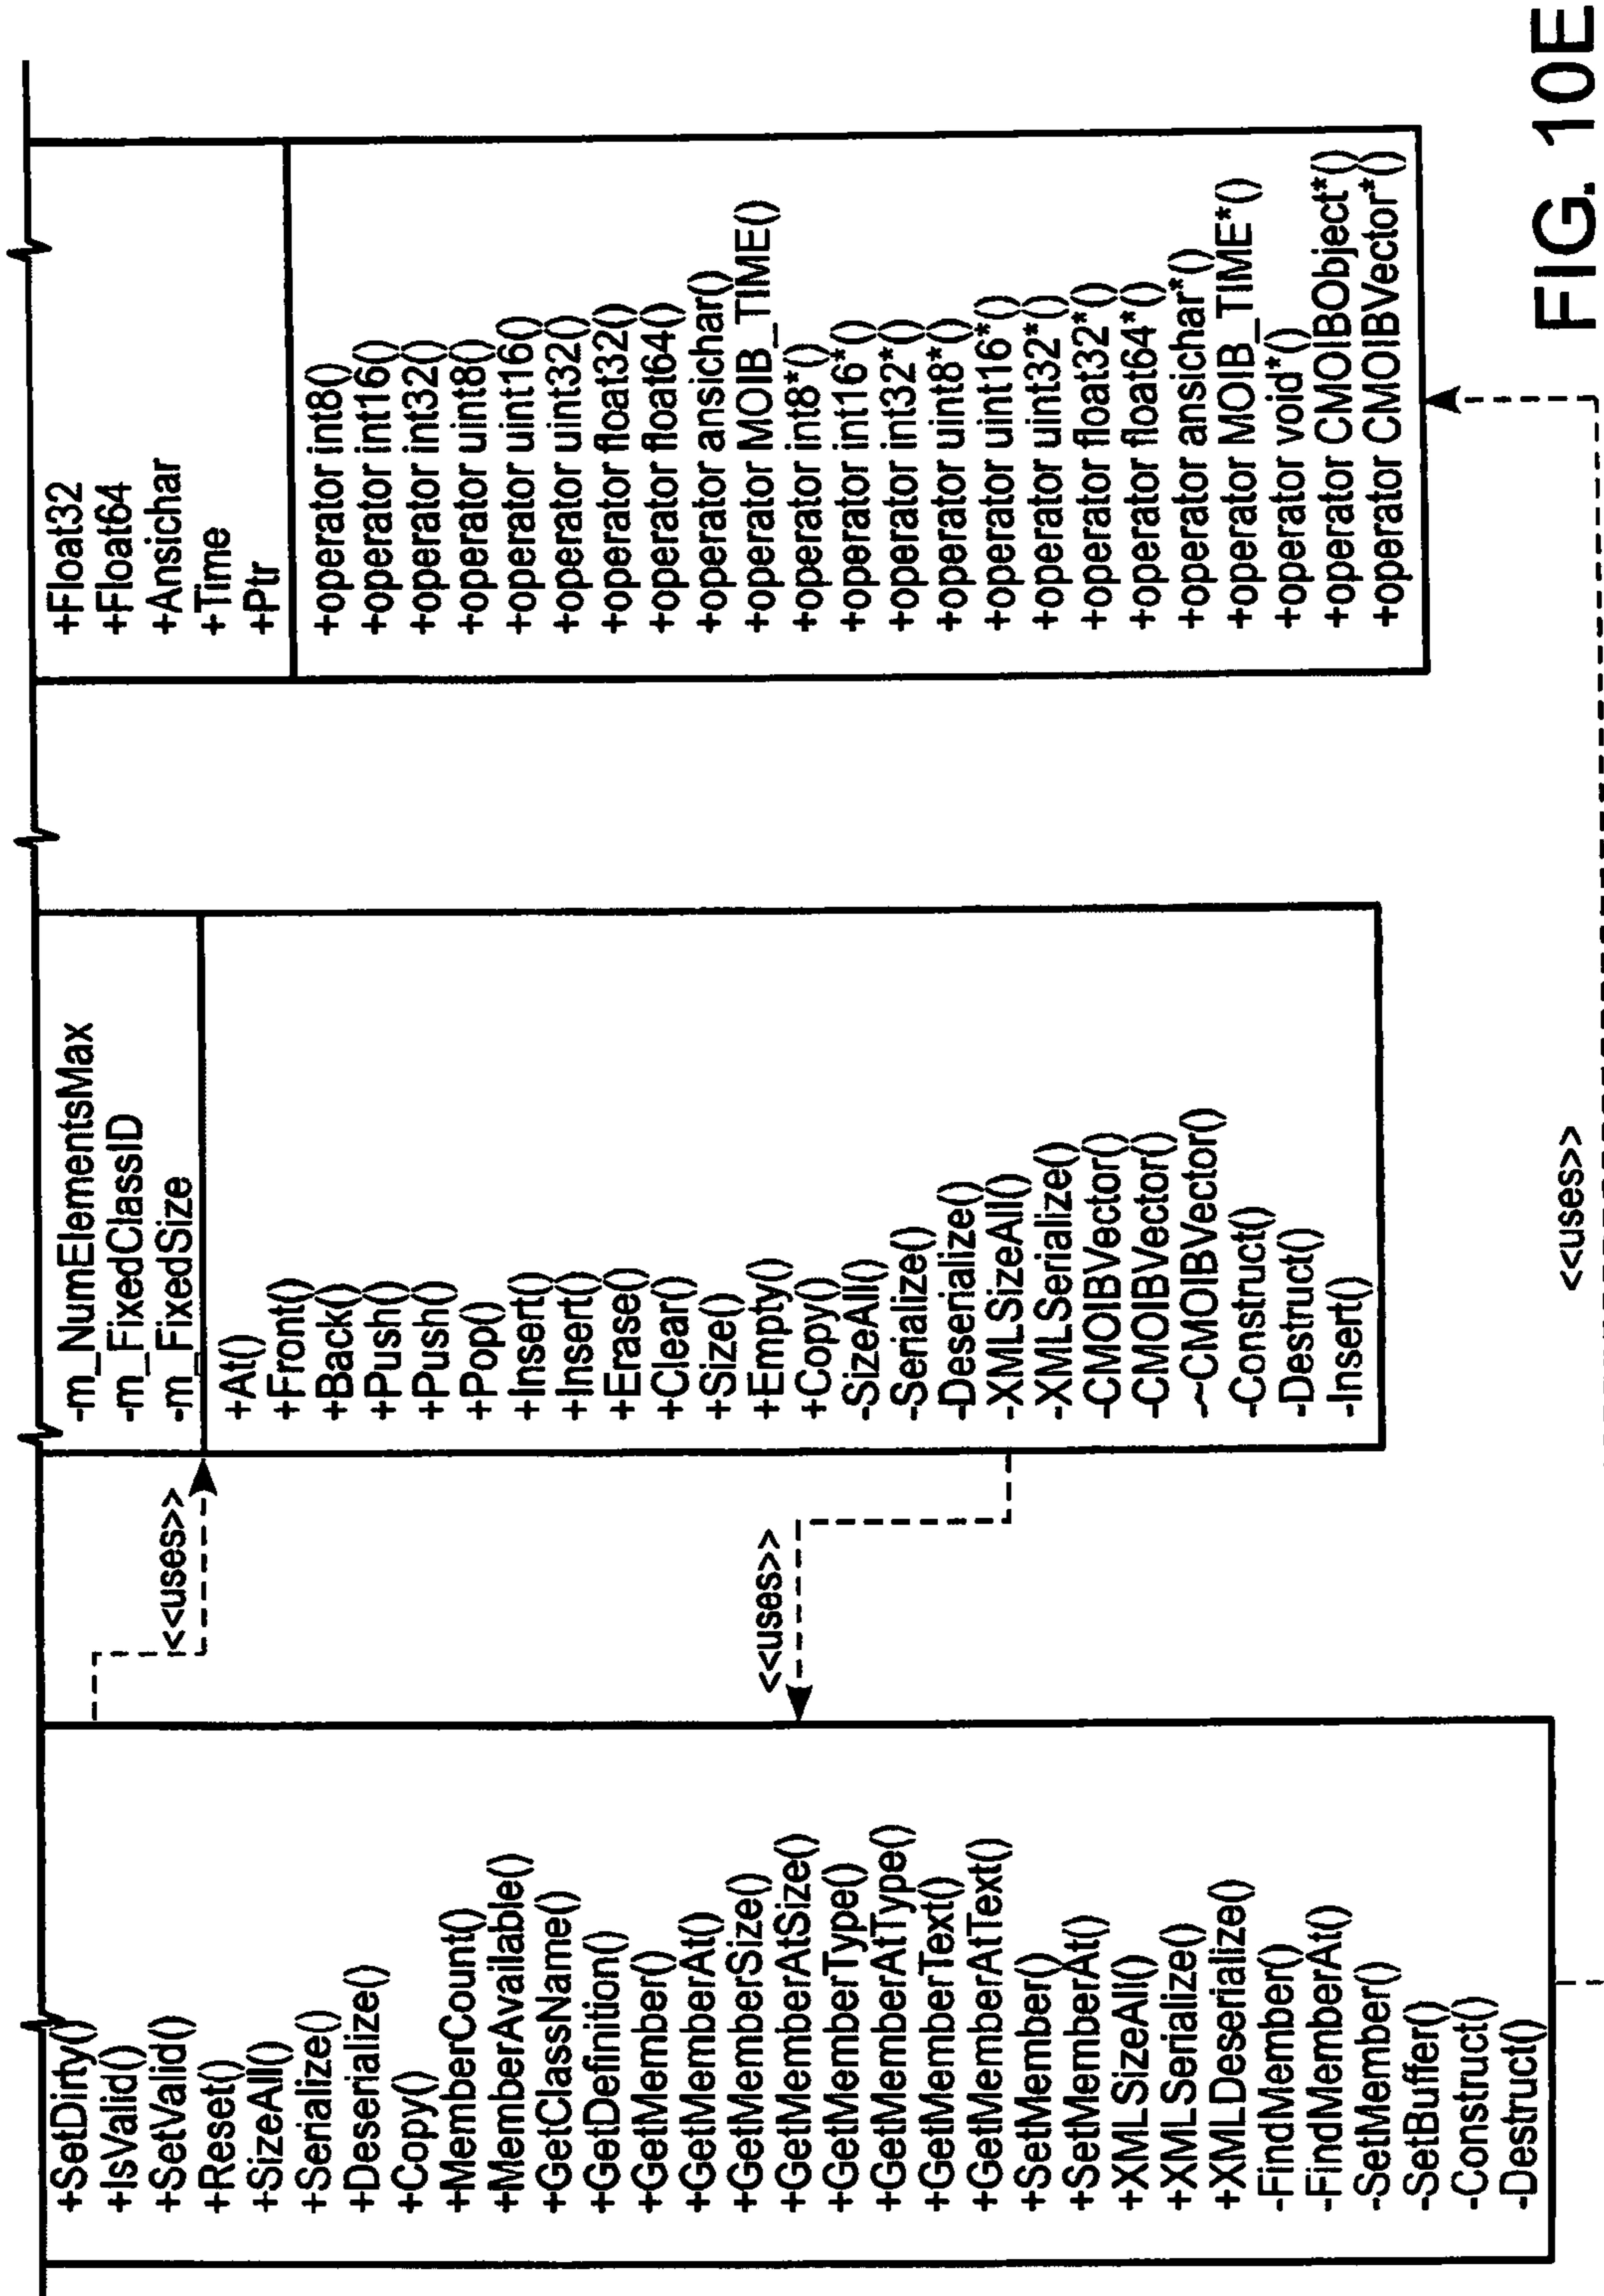 +SetDirty()
+IsValid()
+SetValid()
+Reset()
+SizeAll()
+Serialize()
+Deserialize()
+Copy()
+MemberCount()
+MemberAvailable()
+GetClassName()
+GetDefinition()
+GetMember()
+GetMemberAt()
+GetMemberSize()
+GetMemberAtSize()
+GetMemberType()
+GetMemberAtType()
+GetMemberText()
+GetMemberAtText()
+SetMember()
+SetMemberAt()
+XMLSizeAll()
+XMLSerialize()
+XMLDeserialize()
-FindMember()
-FindMemberAt()
-SetMember()
-SetBuffer()
-Construct()
-Destruct()
<<uses>>
<<uses>>
-m_NumElementsMax
-m_FixedClassID
-m_FixedSize
+At()
+Front()
+Back()
+Push()
+Push()
+Pop()
+Insert()
+Insert()
+Erase()
+Clear()
+Size()
+Empty()
+Copy()
-SizeAll()
-Serialize()
-Deserialize()
-XMLSizeAll()
-XMLSerialize()
-CMOIBVector()
-CMOIBVector()
-~CMOIBVector()
-Construct()
-Destruct()
-Insert()
<<uses>>
+Float32
+Float64
+Ansichar
+Time
+Ptr
+operator int8()
+operator int16()
+operator int32()
+operator uint8()
+operator uint16()
+operator uint32()
+operator float32()
+operator float64()
+operator ansichar()
+operator MOIB_TIME()
+operator int8*()
+operator int16*()
+operator int32*()
+operator uint8*()
+operator uint16*()
+operator uint32*()
+operator float32*()
+operator float64*()
+operator ansichar*()
+operator MOIB_TIME*()
+operator void*()
+operator CMOIBObject*()
+operator CMOIBVector*()
FIG. 10E